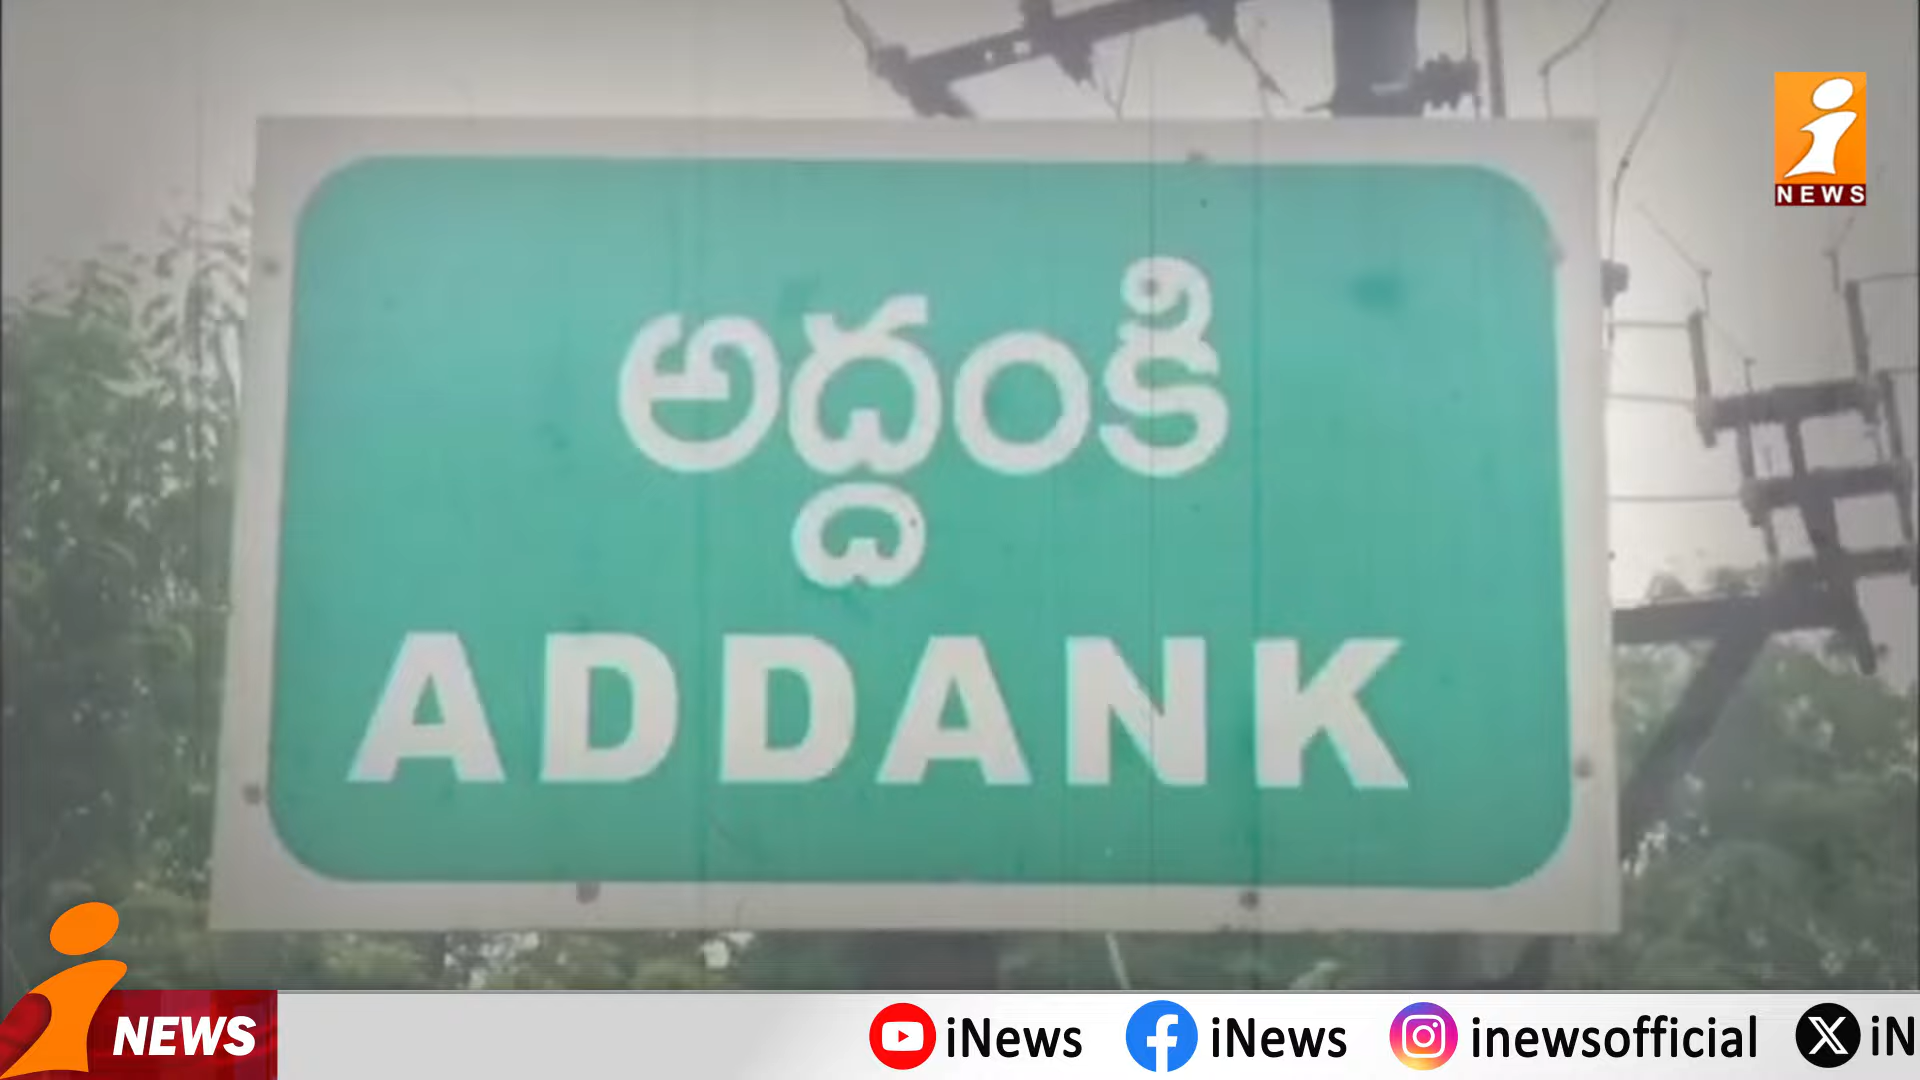 i
NEWS
అద్దంకి
ADDANK
i
NEWS
iNews
iNews
inewsofficial
iN